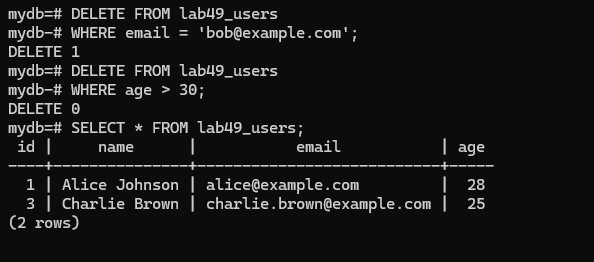 mydb=# DELETE FROM lab49_users
mydb-# WHERE email = 'bob@example.com';
DELETE 1
mydb=# DELETE FROM lab49_users
mydb-# WHERE age > 30;
DELETE 0
mydb=# SELECT * FROM lab49_users;
 id |     name      |           email           | age
----+---------------+---------------------------+-----
  1 | Alice Johnson | alice@example.com         |  28
  3 | Charlie Brown | charlie.brown@example.com |  25
(2 rows)